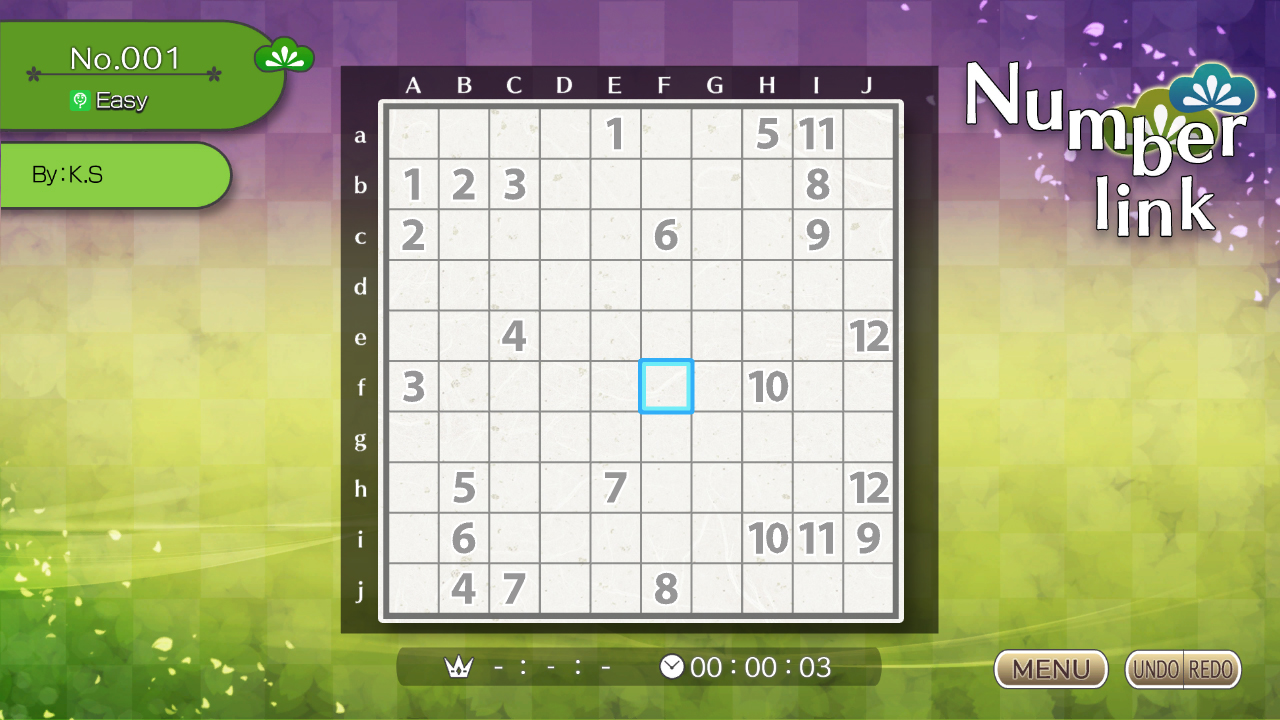 No.001
Easy
By:K.S
Number
link
A B C D E F G H I J
a 1 5 11
b 1 2 3 8
c 2 6 9
d
e 4 12
f 3 10
g
h 5 7 12
i 6 10 11 9
j 4 7 8
- : - : - 00:00:03
MENU UNDO REDO